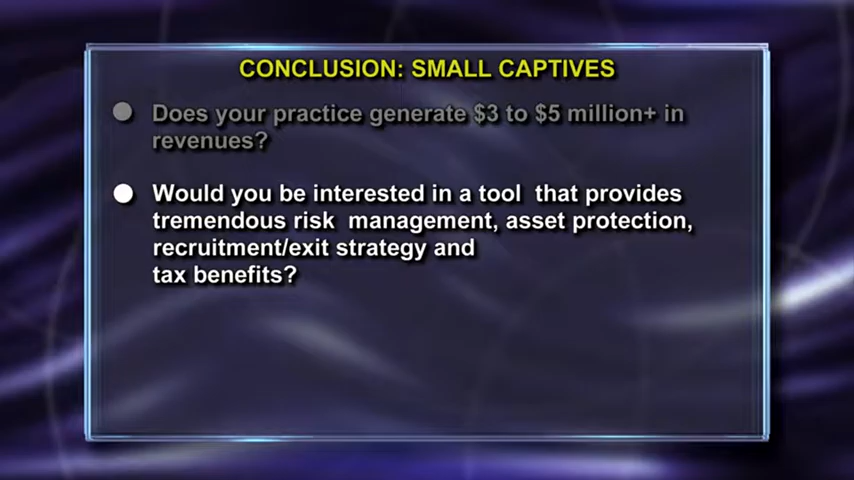 CONCLUSION: SMALL CAPTIVES
Does your practice generate $3 to $5 million+ in
revenues?
Would you be interested in a tool that provides
tremendous risk management, asset protection,
recruitment/exit strategy and
tax benefits?